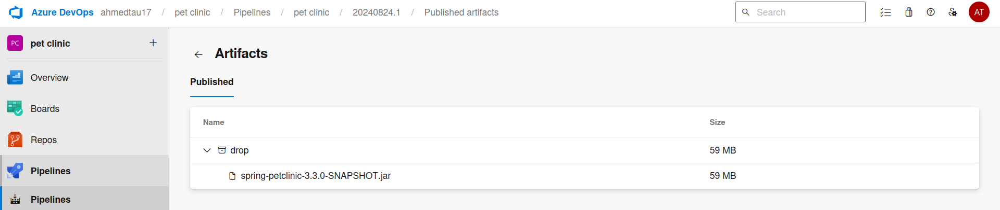 Azure DevOps ahmedtau17 / pet clinic / Pipelines / pet clinic / 20240824.1 / Published artifacts
Search
AT
PC pet clinic
Overview
Boards
Repos
Pipelines
Pipelines
Artifacts
Published
Name Size
drop 59 MB
spring-petclinic-3.3.0-SNAPSHOT.jar 59 MB